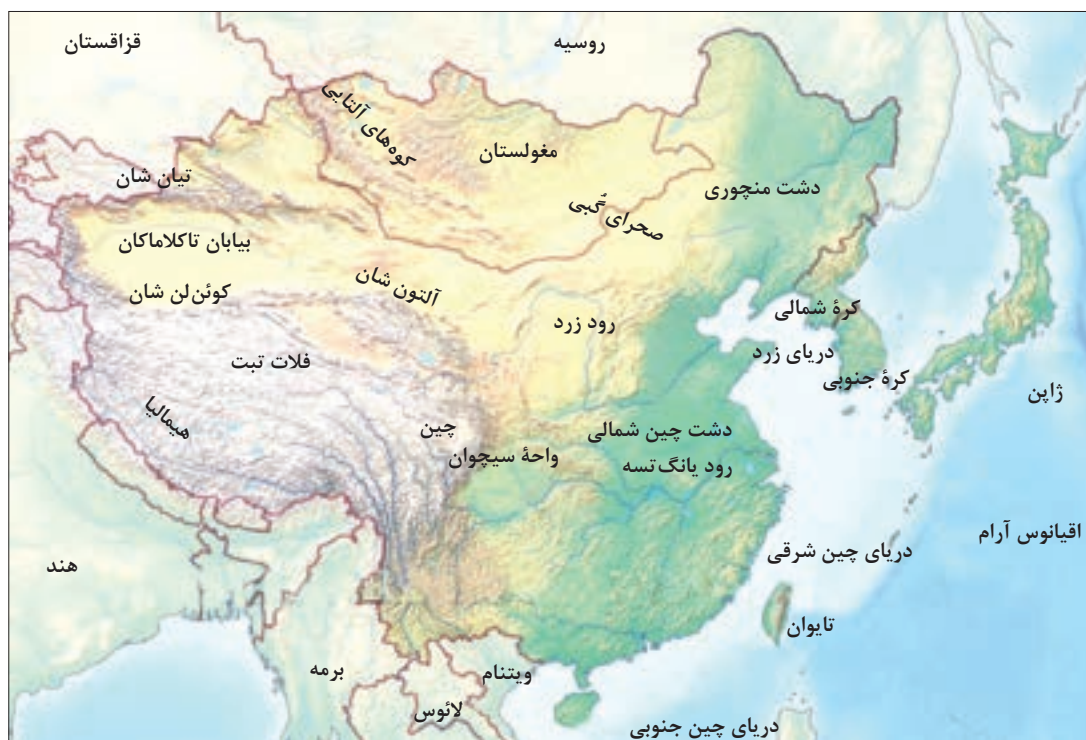 روسیه
قزاقستان
کوه‌های آلتایی
مغولستان
تیان شان
دشت منچوری
صحرای گُبی
بیابان تاکلاماکان
آلتون شان
کوئن‌لن شان
رود زرد
کرهٔ شمالی
دریای زرد
فلات تبت
کرهٔ جنوبی
ژاپن
هیمالیا
چین
دشت چین شمالی
واحهٔ سیچوان
رود یانگ‌تسه
اقیانوس آرام
دریای چین شرقی
هند
تایوان
برمه
ویتنام
لائوس
دریای چین جنوبی